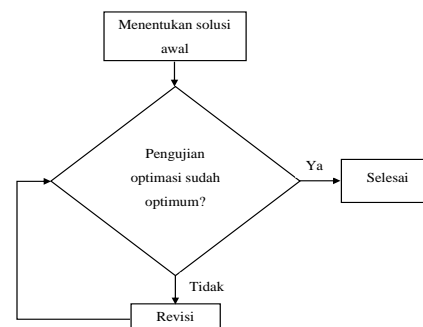 Menentukan solusi
awal
Pengujian
optimasi sudah
optimum?
Ya
Selesai
Tidak
Revisi